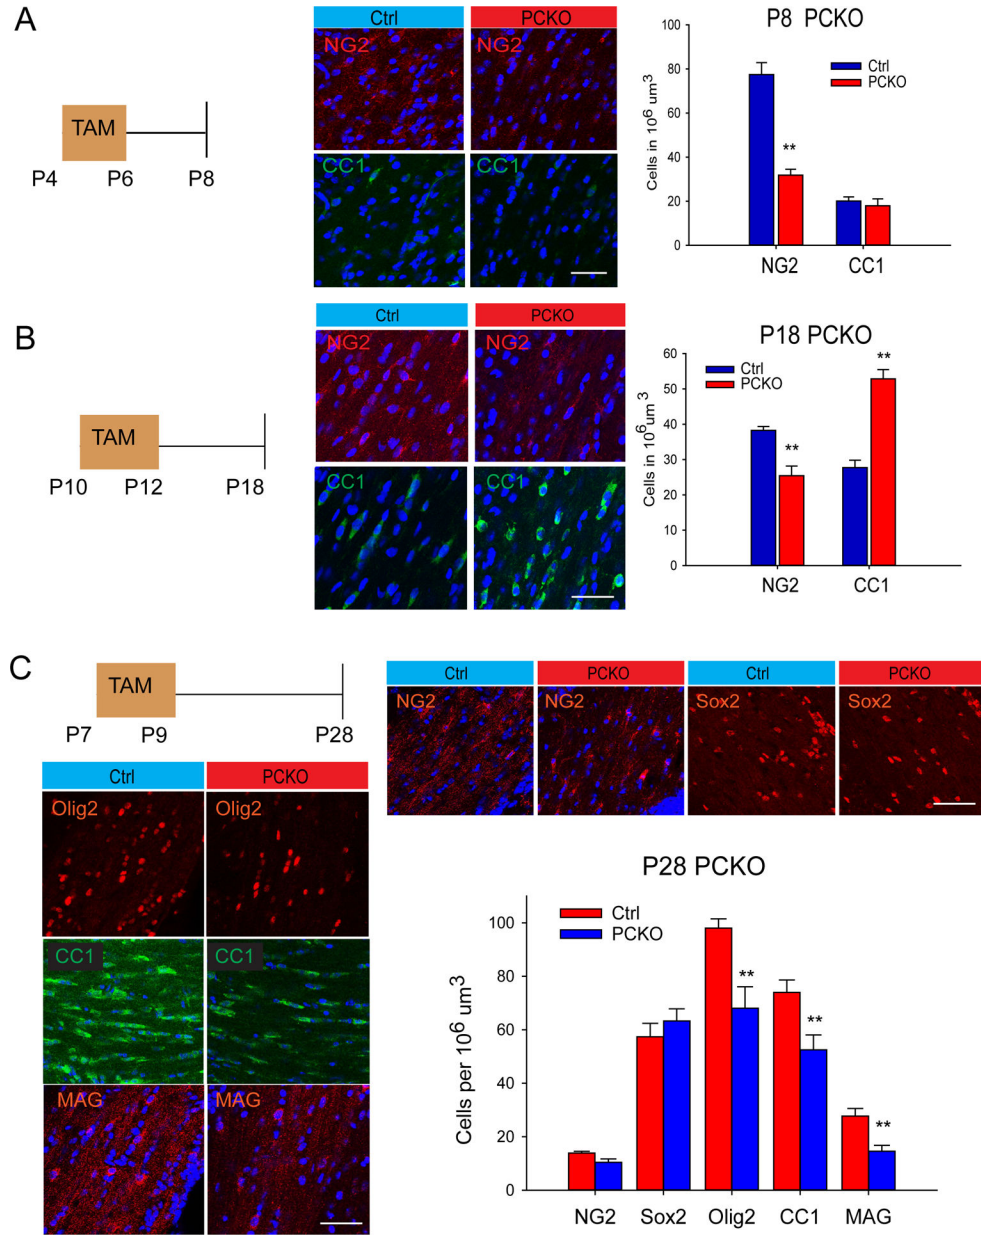 A
TAM
P4 P6 P8
Ctrl PCKO
NG2 NG2
CC1 CC1
P8 PCKO
Cells in 10⁶ um³
100
80
60
40
20
0
Ctrl
PCKO
**
NG2 CC1
B
TAM
P10 P12 P18
Ctrl PCKO
NG2 NG2
CC1 CC1
P18 PCKO
Cells in 10⁶um³
60
50
40
30
20
10
0
Ctrl
PCKO
** **
NG2 CC1
C
TAM
P7 P9 P28
Ctrl PCKO
Olig2 Olig2
CC1 CC1
MAG MAG
Ctrl PCKO Ctrl PCKO
NG2 NG2 Sox2 Sox2
P28 PCKO
Cells per 10⁶ um³
100
80
60
40
20
0
Ctrl
PCKO
** ** **
NG2 Sox2 Olig2 CC1 MAG